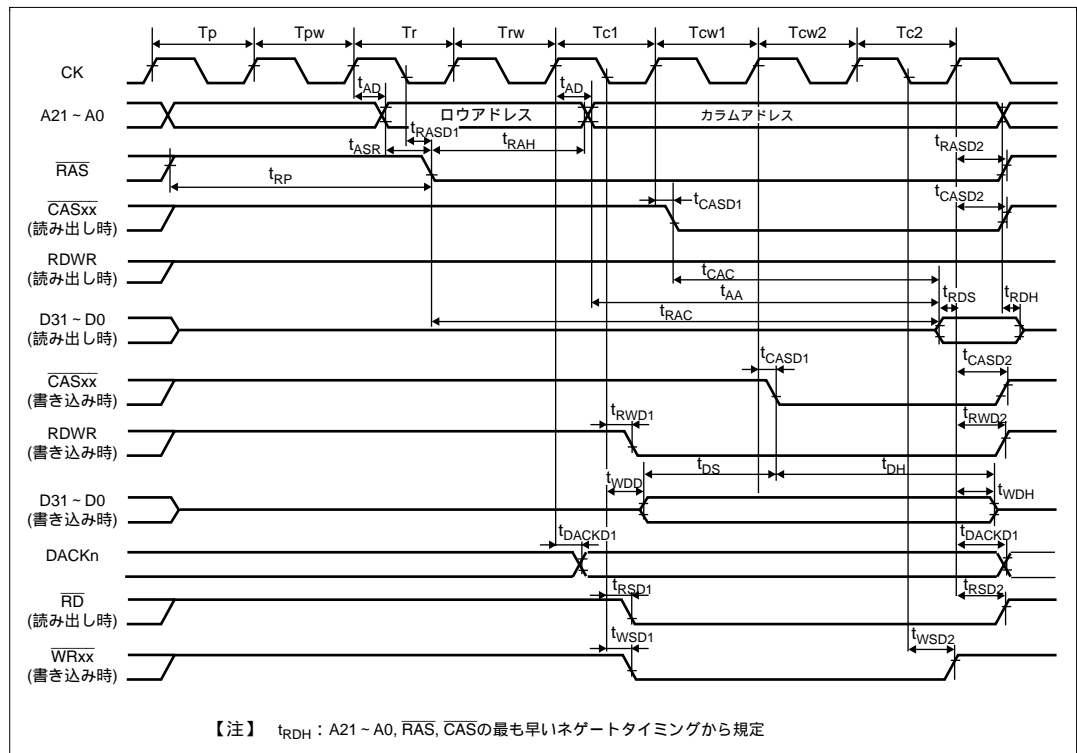 Tp Tpw Tr Trw Tc1 Tcw1 Tcw2 Tc2
CK
tAD tAD
A21 ~ A0 ロウアドレス カラムアドレス
tRASD1
tASR tRAH tRASD2
RAS
tRP
tCASD2
CASxx
(読み出し時)
tCASD1
RDWR
(読み出し時)
tCAC
tAA tRDS tRDH
D31 ~ D0
(読み出し時)
tRAC
tCASD1 tCASD2
CASxx
(書き込み時)
tRWD1 tRWD2
RDWR
(書き込み時)
tDS tDH
tWDD tWDH
D31 ~ D0
(書き込み時)
tDACKD1 tDACKD1
DACKn
tRSD1 tRSD2
RD
(読み出し時)
tWSD1 tWSD2
WRxx
(書き込み時)
【注】 tRDH : A21 ~ A0, RAS, CASの最も早いネゲートタイミングから規定